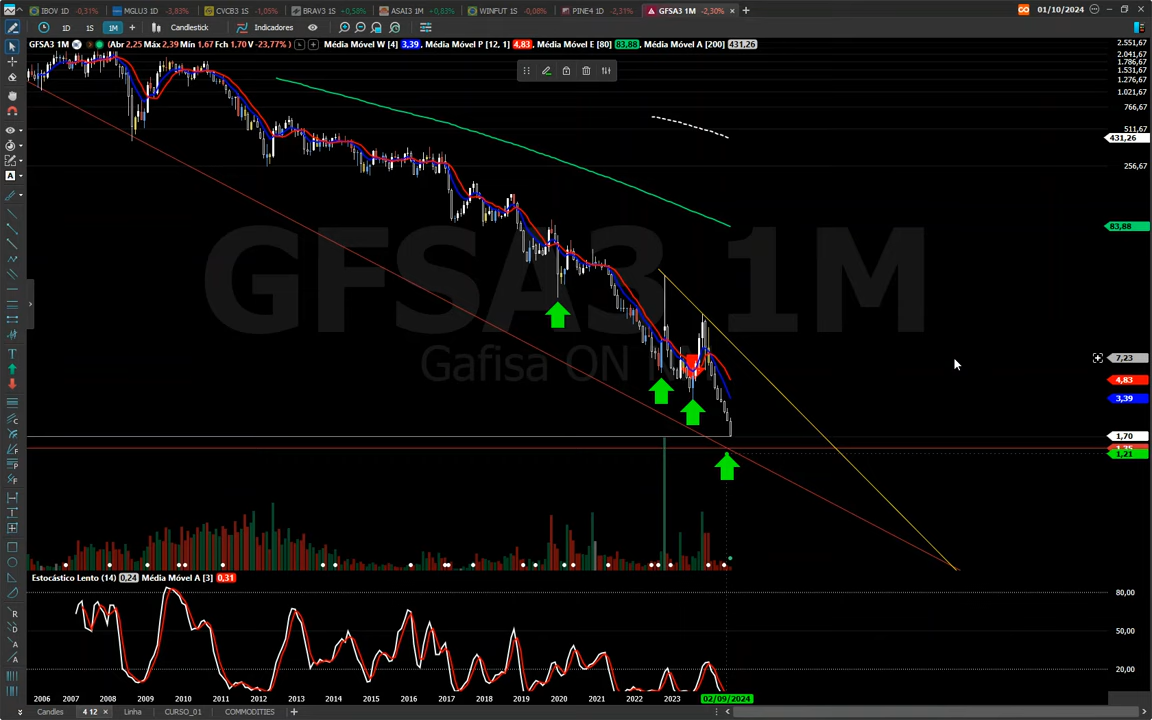 IBOV 1D -0,31% MGLU3 1D -3,83% CVCB3 1S -1,05% BRAV3 1S +0,58% ASAI3 1M +0,83% WINFUT 1S -0,08% PINE4 1D -2,31% GFSA3 1M -2,30% 01/10/2024
1D 1S 1M Candlestick Indicadores
GFSA3 1M (Abr 2,25 Máx 2,39 Mín 1,67 Fch 1,70 V -23,77%) Média Móvel W [4] 3,39 , Média Móvel P [12, 1] 4,83 , Média Móvel E [80] 83,88 , Média Móvel A [200] 431,26
2.551,67
2.041,67
1.786,67
1.531,67
1.276,67
1.021,67
766,67
511,67
431,26
256,67
83,88
GFSA3 1M
Gafisa ON
7,23
4,83
3,39
1,70
1,21
Estocástico Lento (14) 0,24 Média Móvel A [3] 0,31
80,00
50,00
20,00
2006 2007 2008 2009 2010 2011 2012 2013 2014 2015 2016 2017 2018 2019 2020 2021 2022 2023 02/09/2024
Candles 4 12 Linha CURSO_01 COMMODITIES